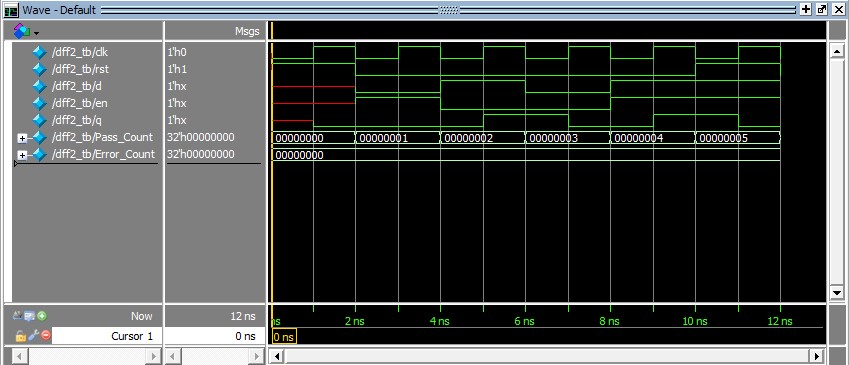 Wave - Default
Msgs
/dff2_tb/clk 1'h0
/dff2_tb/rst 1'h1
/dff2_tb/d 1'hx
/dff2_tb/en 1'hx
/dff2_tb/q 1'hx
/dff2_tb/Pass_Count 32'h00000000 00000000 00000001 00000002 00000003 00000004 00000005
/dff2_tb/Error_Count 32'h00000000 00000000
Now 12 ns ns 2 ns 4 ns 6 ns 8 ns 10 ns 12 ns
Cursor 1 0 ns 0 ns